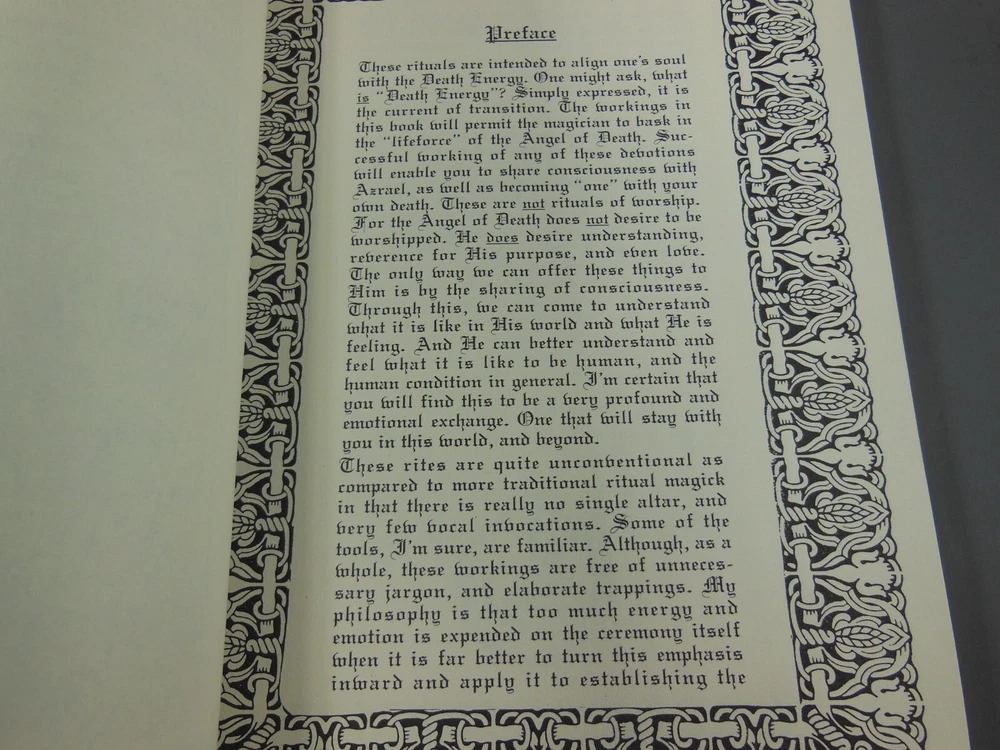 Preface
These rituals are intended to align one's soul
with the Death Energy. One might ask, what
is "Death Energy"? Simply expressed, it is
the current of transition. The workings in
this book will permit the magician to bask in
the "lifeforce" of the Angel of Death. Suc-
cessful working of any of these devotions
will enable you to share consciousness with
Azrael, as well as becoming "one" with your
own death. These are not rituals of worship.
For the Angel of Death does not desire to be
worshipped. He does desire understanding,
reverence for His purpose, and even love.
The only way we can offer these things to
Him is by the sharing of consciousness.
Through this, we can come to understand
what it is like in His world and what He is
feeling. And He can better understand and
feel what it is like to be human, and the
human condition in general. I'm certain that
you will find this to be a very profound and
emotional exchange. One that will stay with
you in this world, and beyond.
These rites are quite unconventional as
compared to more traditional ritual magick
in that there is really no single altar, and
very few vocal invocations. Some of the
tools, I'm sure, are familiar. Although, as a
whole, these workings are free of unneces-
sary jargon, and elaborate trappings. My
philosophy is that too much energy and
emotion is expended on the ceremony itself
when it is far better to turn this emphasis
inward and apply it to establishing the